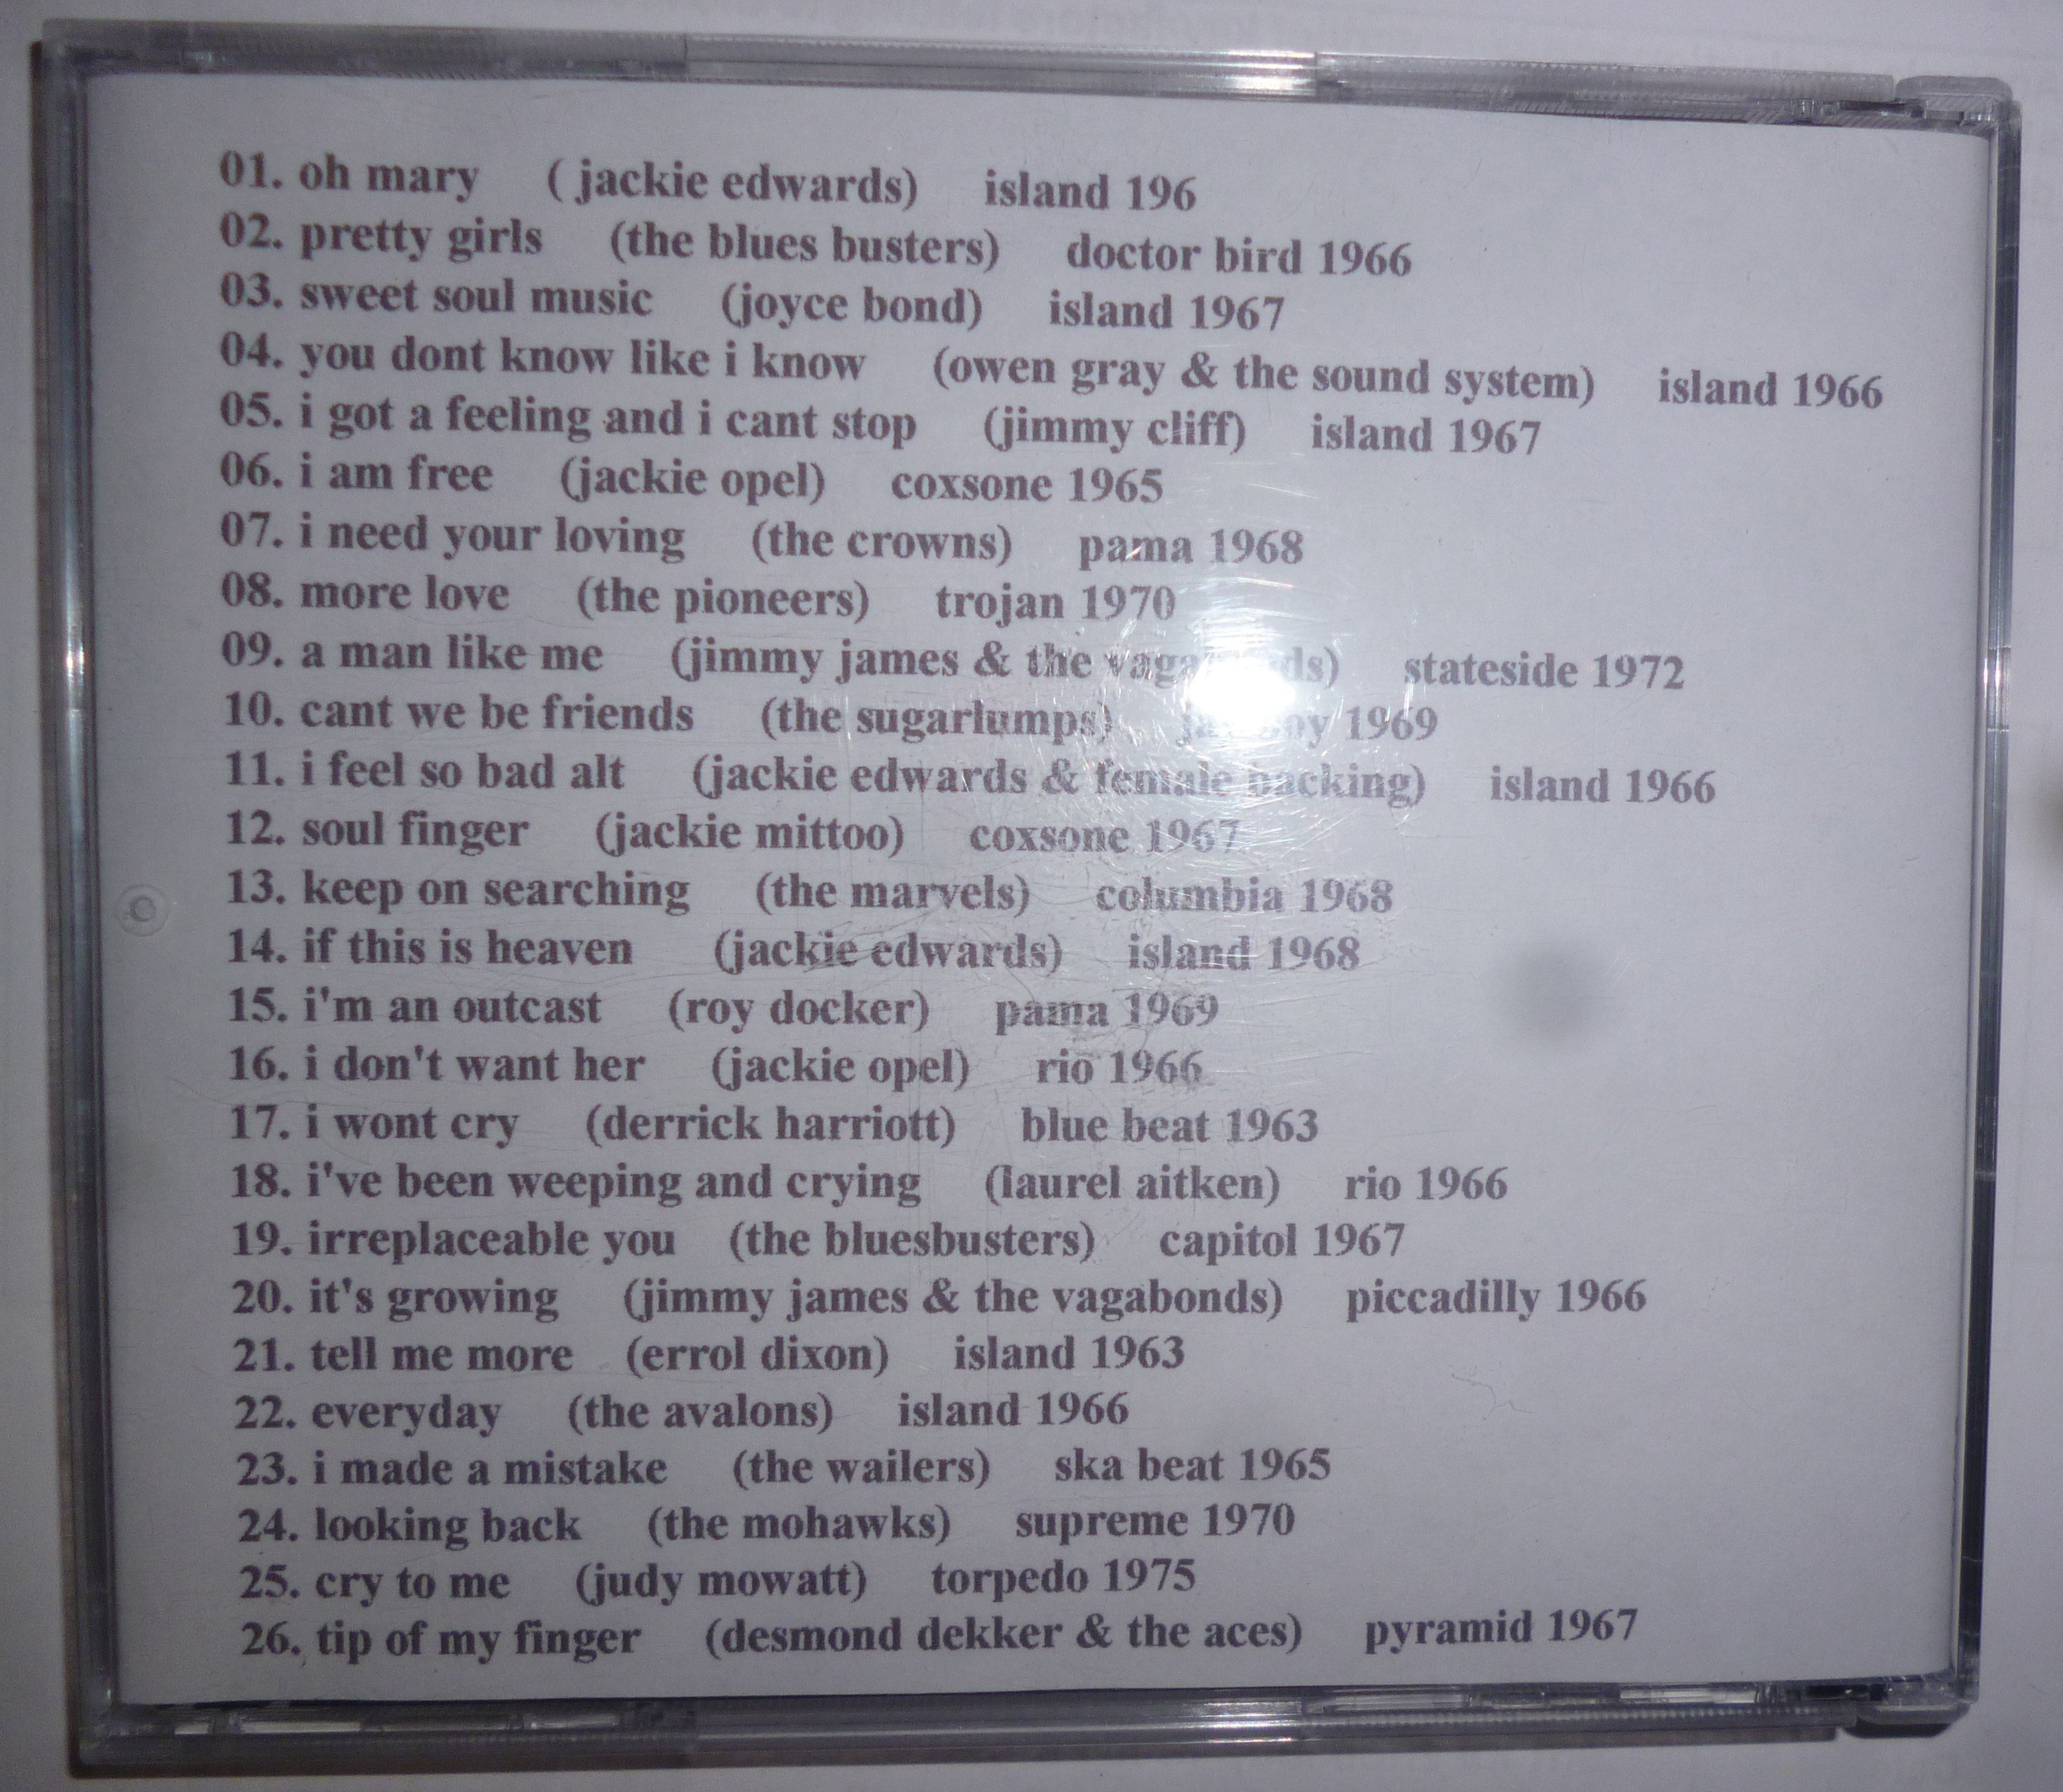 01. oh mary ( jackie edwards) island 196
02. pretty girls (the blues busters) doctor bird 1966
03. sweet soul music (joyce bond) island 1967
04. you dont know like i know (owen gray & the sound system) island 1966
05. i got a feeling and i cant stop (jimmy cliff) island 1967
06. i am free (jackie opel) coxsone 1965
07. i need your loving (the crowns) pama 1968
08. more love (the pioneers) trojan 1970
09. a man like me (jimmy james & the stateside 1972
10. cant we be friends (the sugarlumps) 1969
11. i feel so bad alt (jackie edwards & female backing) island 1966
12. soul finger (jackie mittoo) coxsone 1967
13. keep on searching (the marvels) columbia 1968
14. if this is heaven (jackie edwards) island 1968
15. i'm an outcast (roy docker) pama 1969
16. i don't want her (jackie opel) rio 1966
17. i wont cry (derrick harriott) blue beat 1963
18. i've been weeping and crying (laurel aitken) rio 1966
19. irreplaceable you (the bluesbusters) capitol 1967
20. it's growing (jimmy james & the vagabonds) piccadilly 1966
21. tell me more (errol dixon) island 1963
22. everyday (the avalons) island 1966
23. i made a mistake (the wailers) ska beat 1965
24. looking back (the mohawks) supreme 1970
25. cry to me (judy mowatt) torpedo 1975
26. tip of my finger (desmond dekker & the aces) pyramid 1967